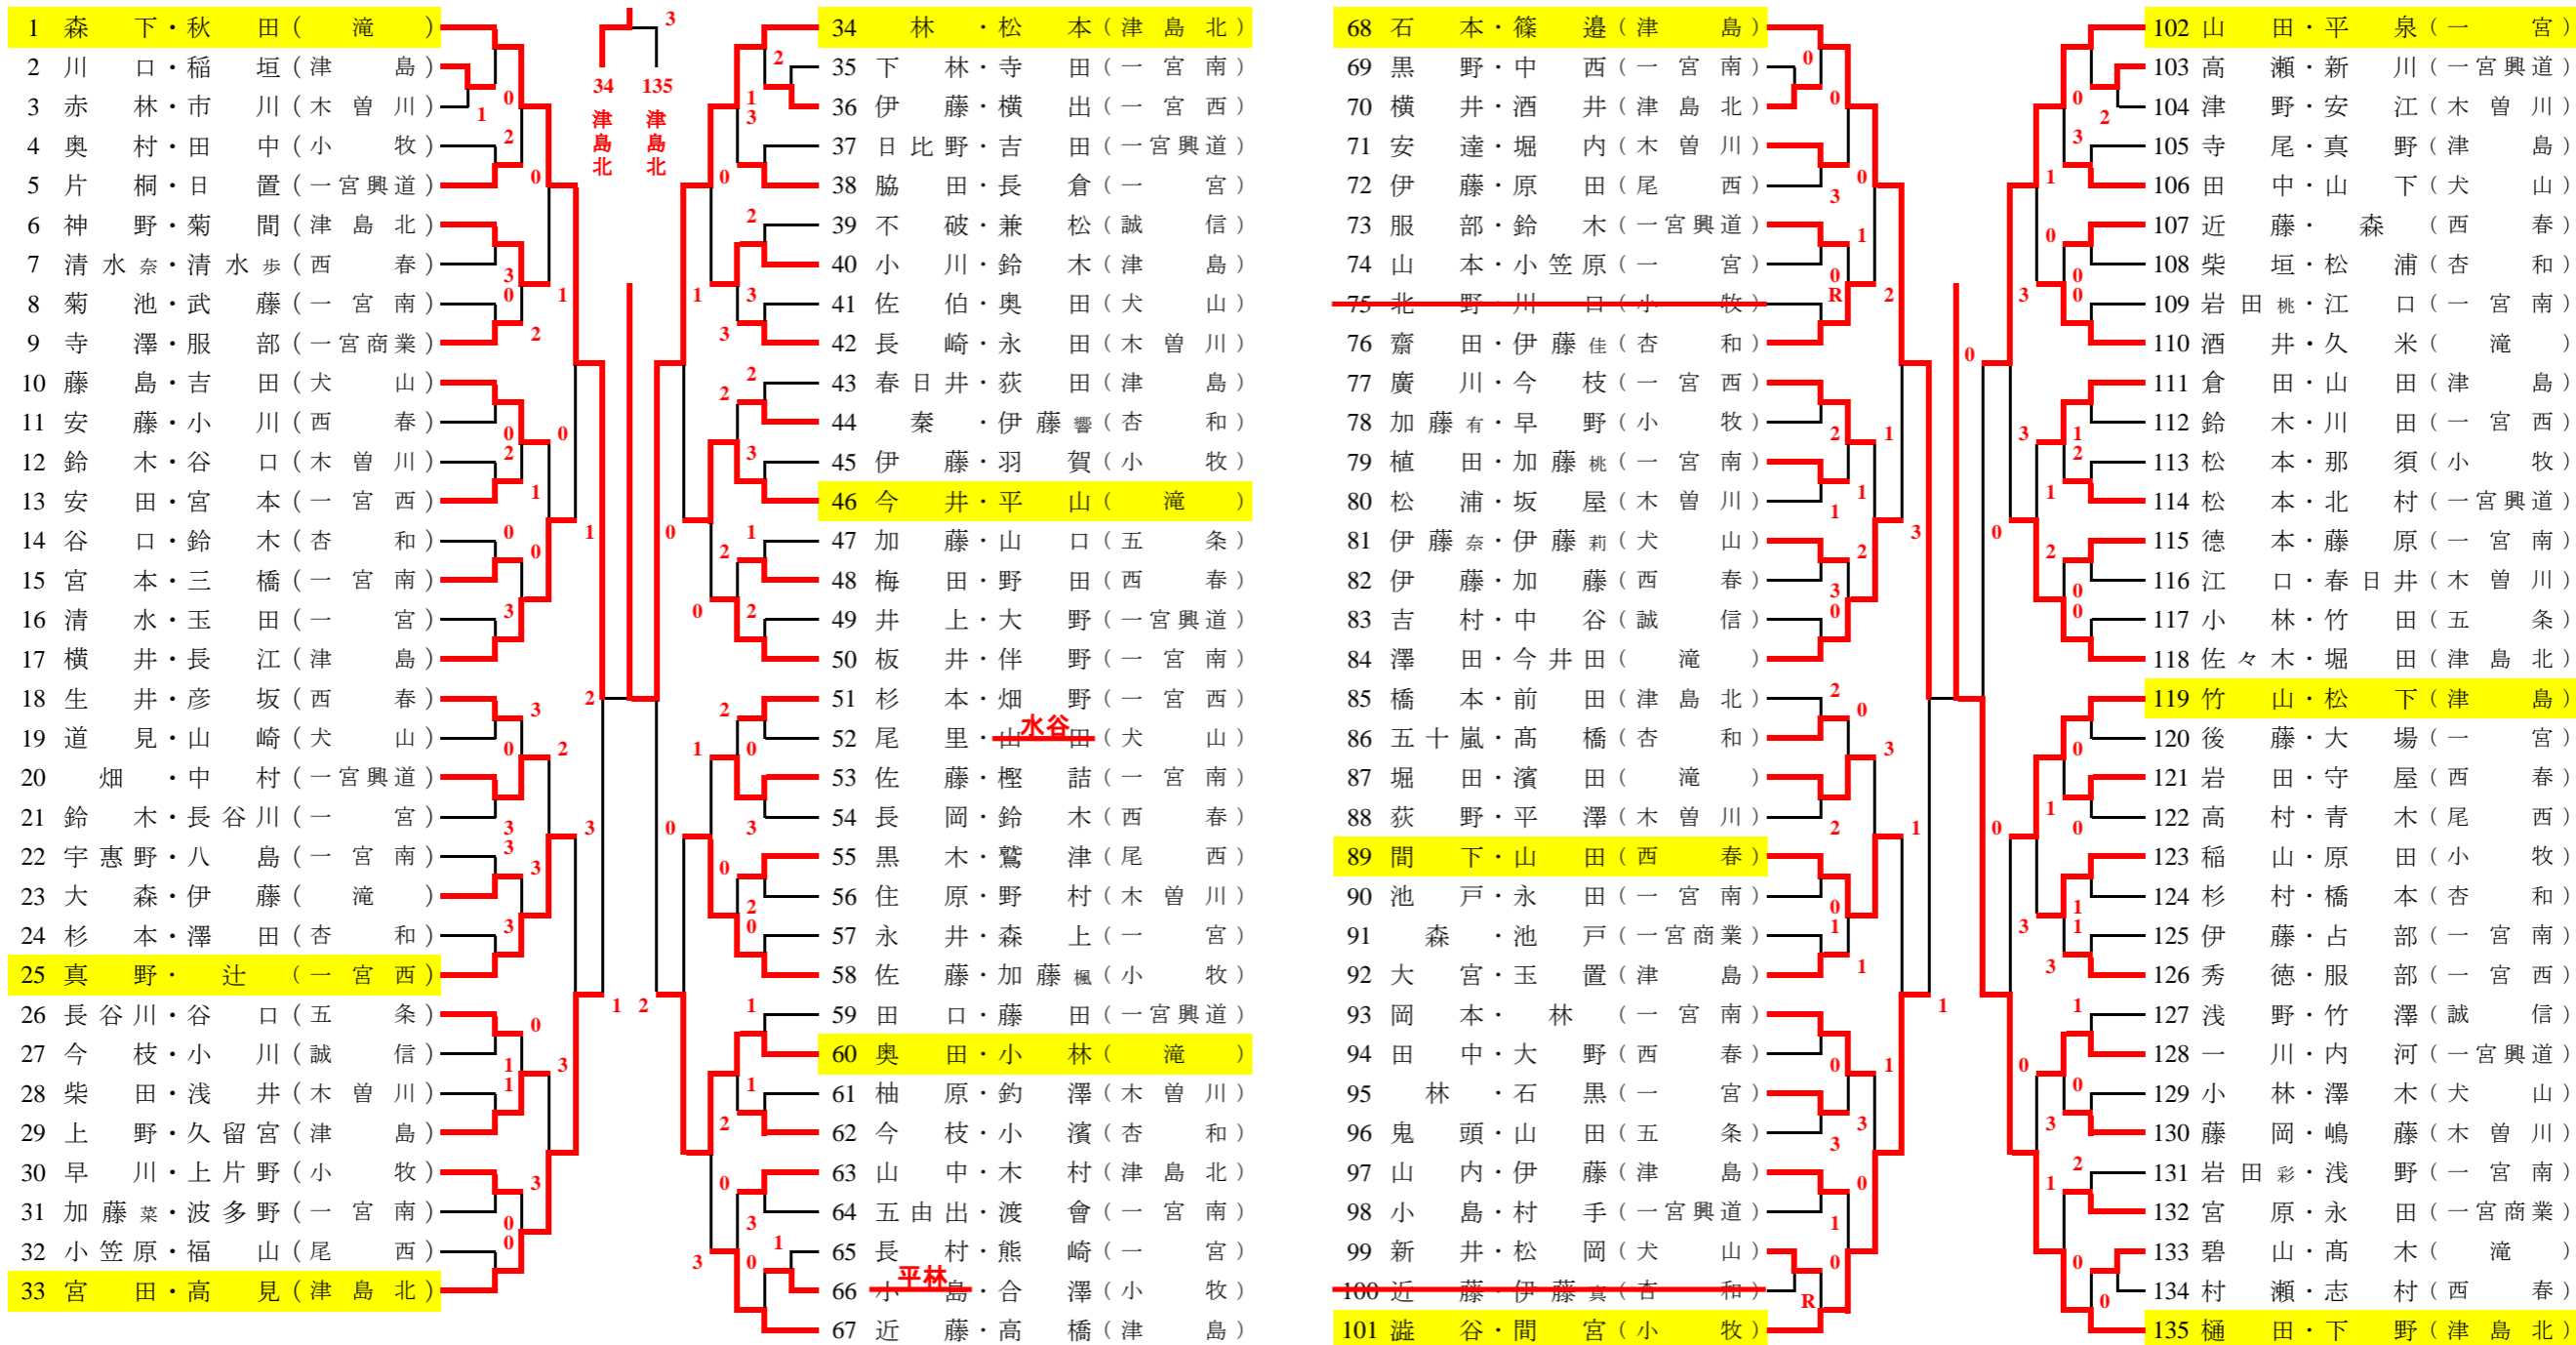 1 森下・秋田(滝)
2 川口・稲垣(津島)
3 赤林・市川(木曽川)
4 奥村・田中(小牧)
5 片桐・日置(一宮興道)
6 神野・菊間(津島北)
7 清水奈・清水歩(西春)
8 菊池・武藤(一宮南)
9 寺澤・服部(一宮商業)
10 藤島・吉田(犬山)
11 安藤・小川(西春)
12 鈴木・谷口(木曽川)
13 安田・宮本(一宮西)
14 谷口・鈴木(杏和)
15 宮本・三橋(一宮南)
16 清水・玉田(一宮)
17 横井・長江(津島)
18 生井・彦坂(西春)
19 道見・山崎(犬山)
20 畑・中村(一宮興道)
21 鈴木・長谷川(一宮)
22 宇恵野・八島(一宮南)
23 大森・伊藤(滝)
24 杉本・澤田(杏和)
25 真野・辻(一宮西)
26 長谷川・谷口(五条)
27 今枝・小川(誠信)
28 柴田・浅井(木曽川)
29 上野・久留宮(津島)
30 早川・上片野(小牧)
31 加藤菜・波多野(一宮南)
32 小笠原・福山(尾西)
33 宮田・高見(津島北)
3
34 135
津島北 津島北
34 林・松本(津島北)
35 下林・寺田(一宮南)
36 伊藤・横出(一宮西)
37 日比野・吉田(一宮興道)
38 脇田・長倉(一宮)
39 不破・兼松(誠信)
40 小川・鈴木(津島)
41 佐伯・奥田(犬山)
42 長崎・永田(木曽川)
43 春日井・荻田(津島)
44 秦・伊藤響(杏和)
45 伊藤・羽賀(小牧)
46 今井・平山(滝)
47 加藤・山口(五条)
48 梅田・野田(西春)
49 井上・大野(一宮興道)
50 板井・伴野(一宮南)
51 杉本・畑野(一宮西)
水谷
52 尾里・山田(犬山)
53 佐藤・樫詰(一宮南)
54 長岡・鈴木(西春)
55 黒木・鷲津(尾西)
56 住原・野村(木曽川)
57 永井・森上(一宮)
58 佐藤・加藤楓(小牧)
59 田口・藤田(一宮興道)
60 奥田・小林(滝)
61 柚原・釣澤(木曽川)
62 今枝・小濱(杏和)
63 山中・木村(津島北)
64 五由出・渡會(一宮南)
65 長村・熊崎(一宮)
平林
66 小島・合澤(小牧)
67 近藤・高橋(津島)
68 石本・篠邉(津島)
69 黒野・中西(一宮南)
70 横井・酒井(津島北)
71 安達・堀内(木曽川)
72 伊藤・原田(尾西)
73 服部・鈴木(一宮興道)
74 山本・小笠原(一宮)
75 北野・川口(小牧)
76 齋田・伊藤佳(杏和)
77 廣川・今枝(一宮西)
78 加藤有・早野(小牧)
79 植田・加藤桃(一宮南)
80 松浦・坂屋(木曽川)
81 伊藤奈・伊藤莉(犬山)
82 伊藤・加藤(西春)
83 吉村・中谷(誠信)
84 澤田・今井田(滝)
85 橋本・前田(津島北)
86 五十嵐・髙橋(杏和)
87 堀田・濱田(滝)
88 荻野・平澤(木曽川)
89 間下・山田(西春)
90 池戸・永田(一宮南)
91 森・池戸(一宮商業)
92 大宮・玉置(津島)
93 岡本・林(一宮南)
94 田中・大野(西春)
95 林・石黒(一宮)
96 鬼頭・山田(五条)
97 山内・伊藤(津島)
98 小島・村手(一宮興道)
99 新井・松岡(犬山)
100 近藤・伊藤真(杏和)
101 澁谷・間宮(小牧)
102 山田・平泉(一宮)
103 高瀬・新川(一宮興道)
104 津野・安江(木曽川)
105 寺尾・真野(津島)
106 田中・山下(犬山)
107 近藤・森(西春)
108 柴垣・松浦(杏和)
109 岩田桃・江口(一宮南)
110 酒井・久米(滝)
111 倉田・山田(津島)
112 鈴木・川田(一宮西)
113 松本・那須(小牧)
114 松本・北村(一宮興道)
115 徳本・藤原(一宮南)
116 江口・春日井(木曽川)
117 小林・竹田(五条)
118 佐々木・堀田(津島北)
119 竹山・松下(津島)
120 後藤・大場(一宮)
121 岩田・守屋(西春)
122 高村・青木(尾西)
123 稲山・原田(小牧)
124 杉村・橋本(杏和)
125 伊藤・占部(一宮南)
126 秀徳・服部(一宮西)
127 浅野・竹澤(誠信)
128 一川・内河(一宮興道)
129 小林・澤木(犬山)
130 藤岡・嶋藤(木曽川)
131 岩田彩・浅野(一宮南)
132 宮原・永田(一宮商業)
133 碧山・髙木(滝)
134 村瀬・志村(西春)
135 樋田・下野(津島北)